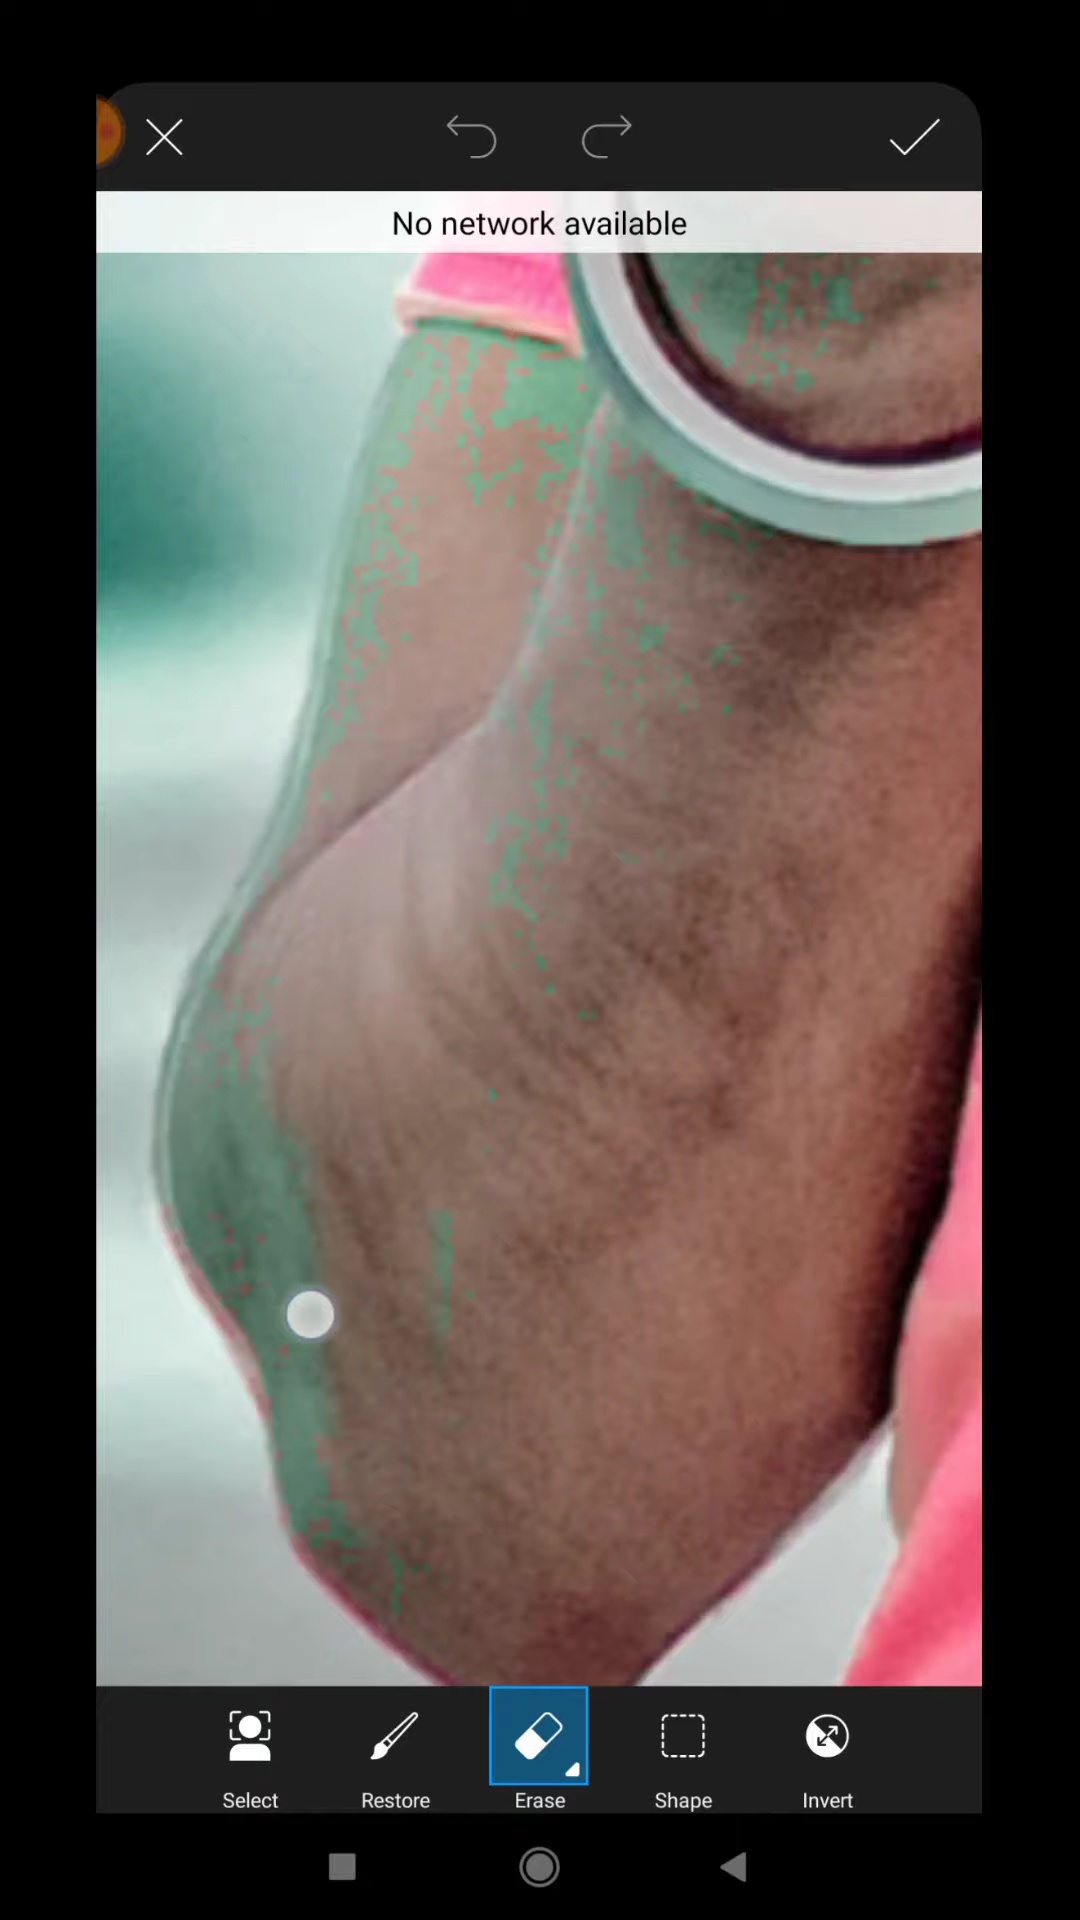 No network available
Select
Restore
Erase
Shape
Invert